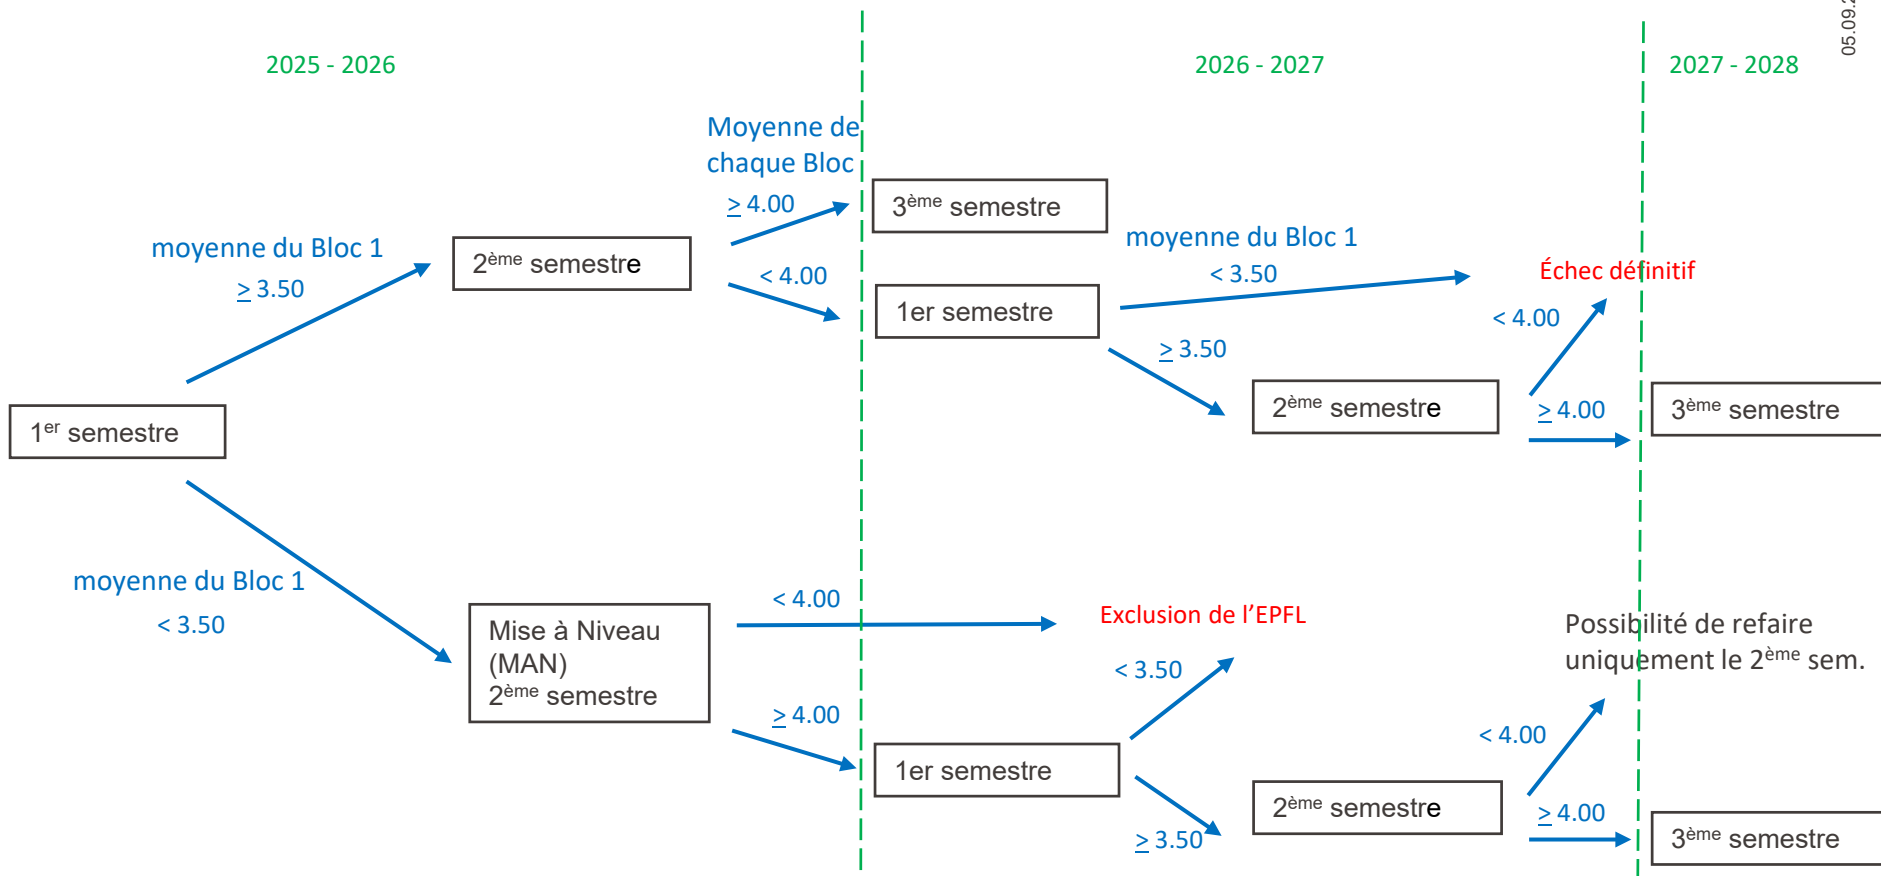 05.09.2
2025 - 2026
2026 - 2027
2027 - 2028
Moyenne de
chaque Bloc
≥ 4.00
3ème semestre
moyenne du Bloc 1
≥ 3.50
2ème semestre
< 4.00
1er semestre
moyenne du Bloc 1
< 3.50
Échec définitif
< 4.00
≥ 3.50
2ème semestre
≥ 4.00
3ème semestre
1er semestre
moyenne du Bloc 1
< 3.50
Mise à Niveau
(MAN)
2ème semestre
< 4.00
Exclusion de l’EPFL
< 3.50
≥ 4.00
1er semestre
≥ 3.50
2ème semestre
< 4.00
Possibilité de refaire
uniquement le 2ème sem.
≥ 4.00
3ème semestre